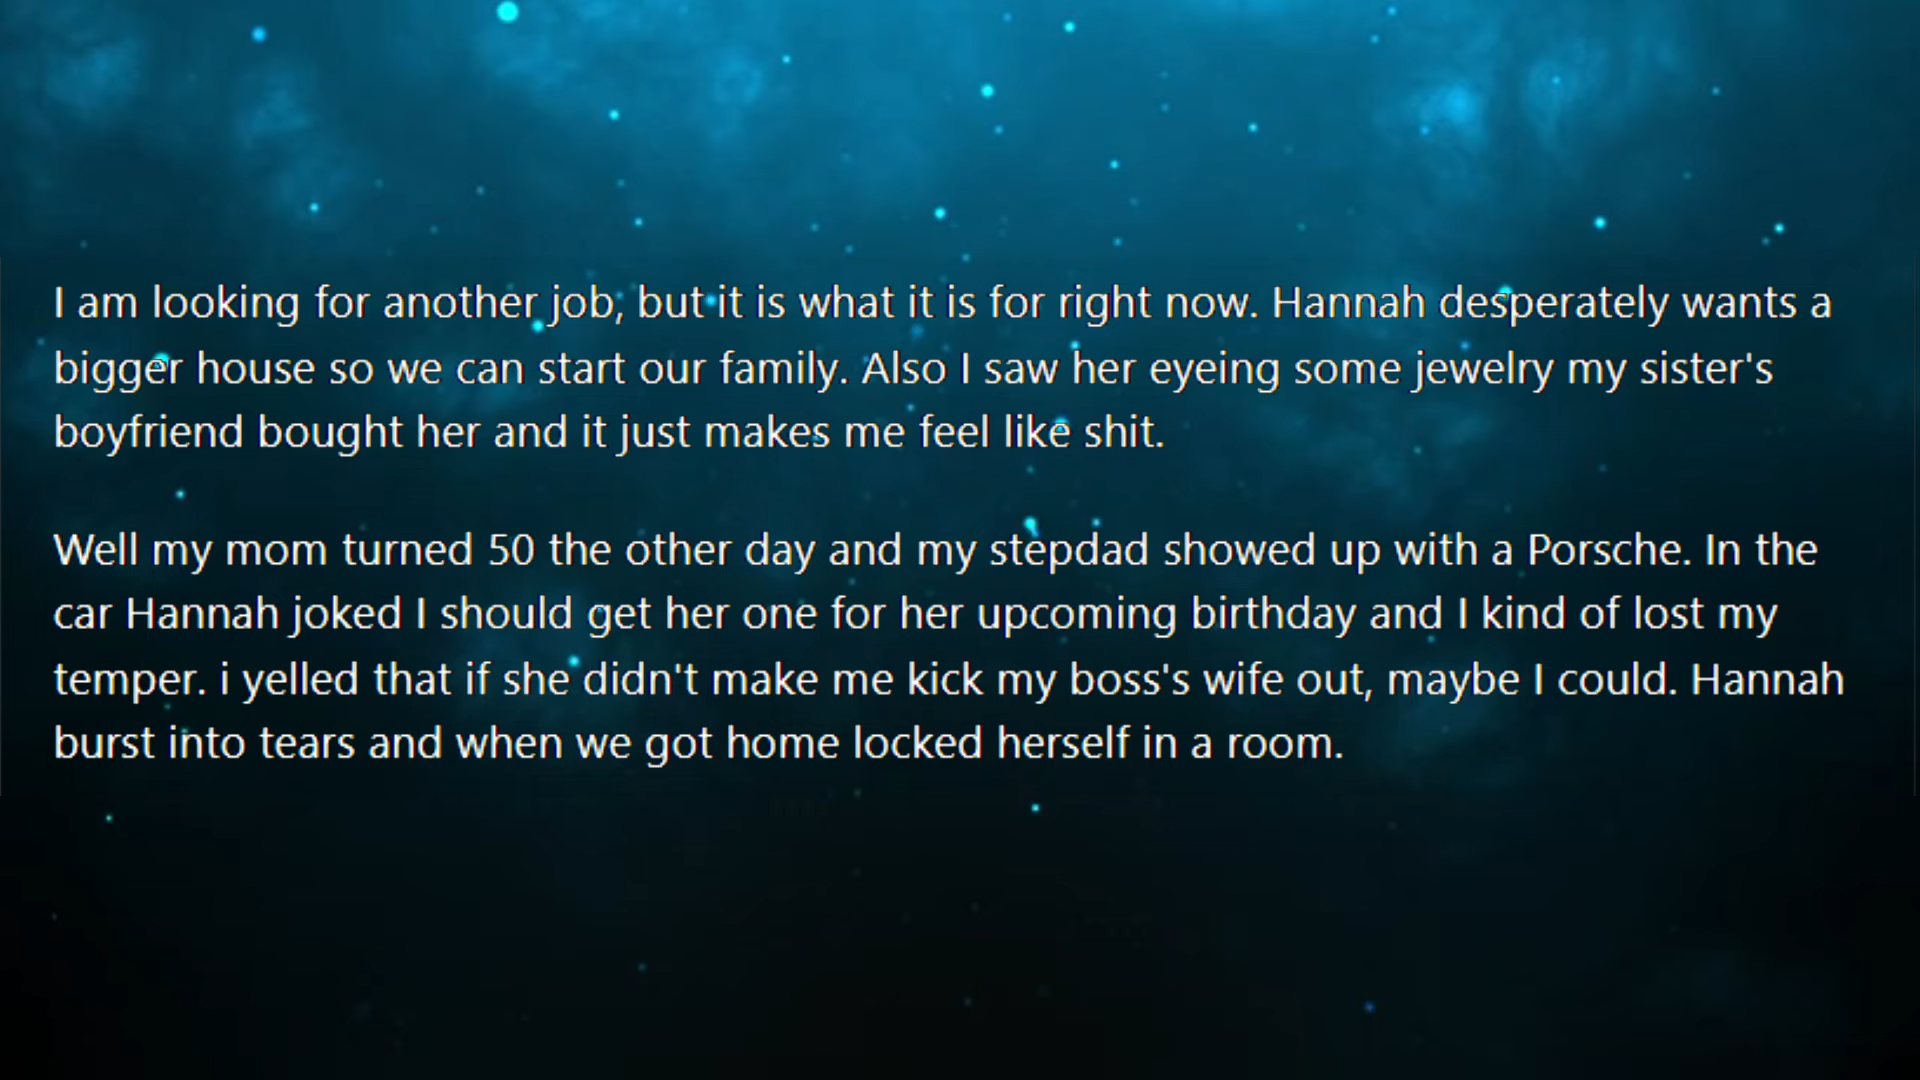 I am looking for another job, but it is what it is for right now. Hannah desperately wants a
bigger house so we can start our family. Also I saw her eyeing some jewelry my sister's
boyfriend bought her and it just makes me feel like shit.
Well my mom turned 50 the other day and my stepdad showed up with a Porsche. In the
car Hannah joked I should get her one for her upcoming birthday and I kind of lost my
temper. i yelled that if she didn't make me kick my boss's wife out, maybe I could. Hannah
burst into tears and when we got home locked herself in a room.